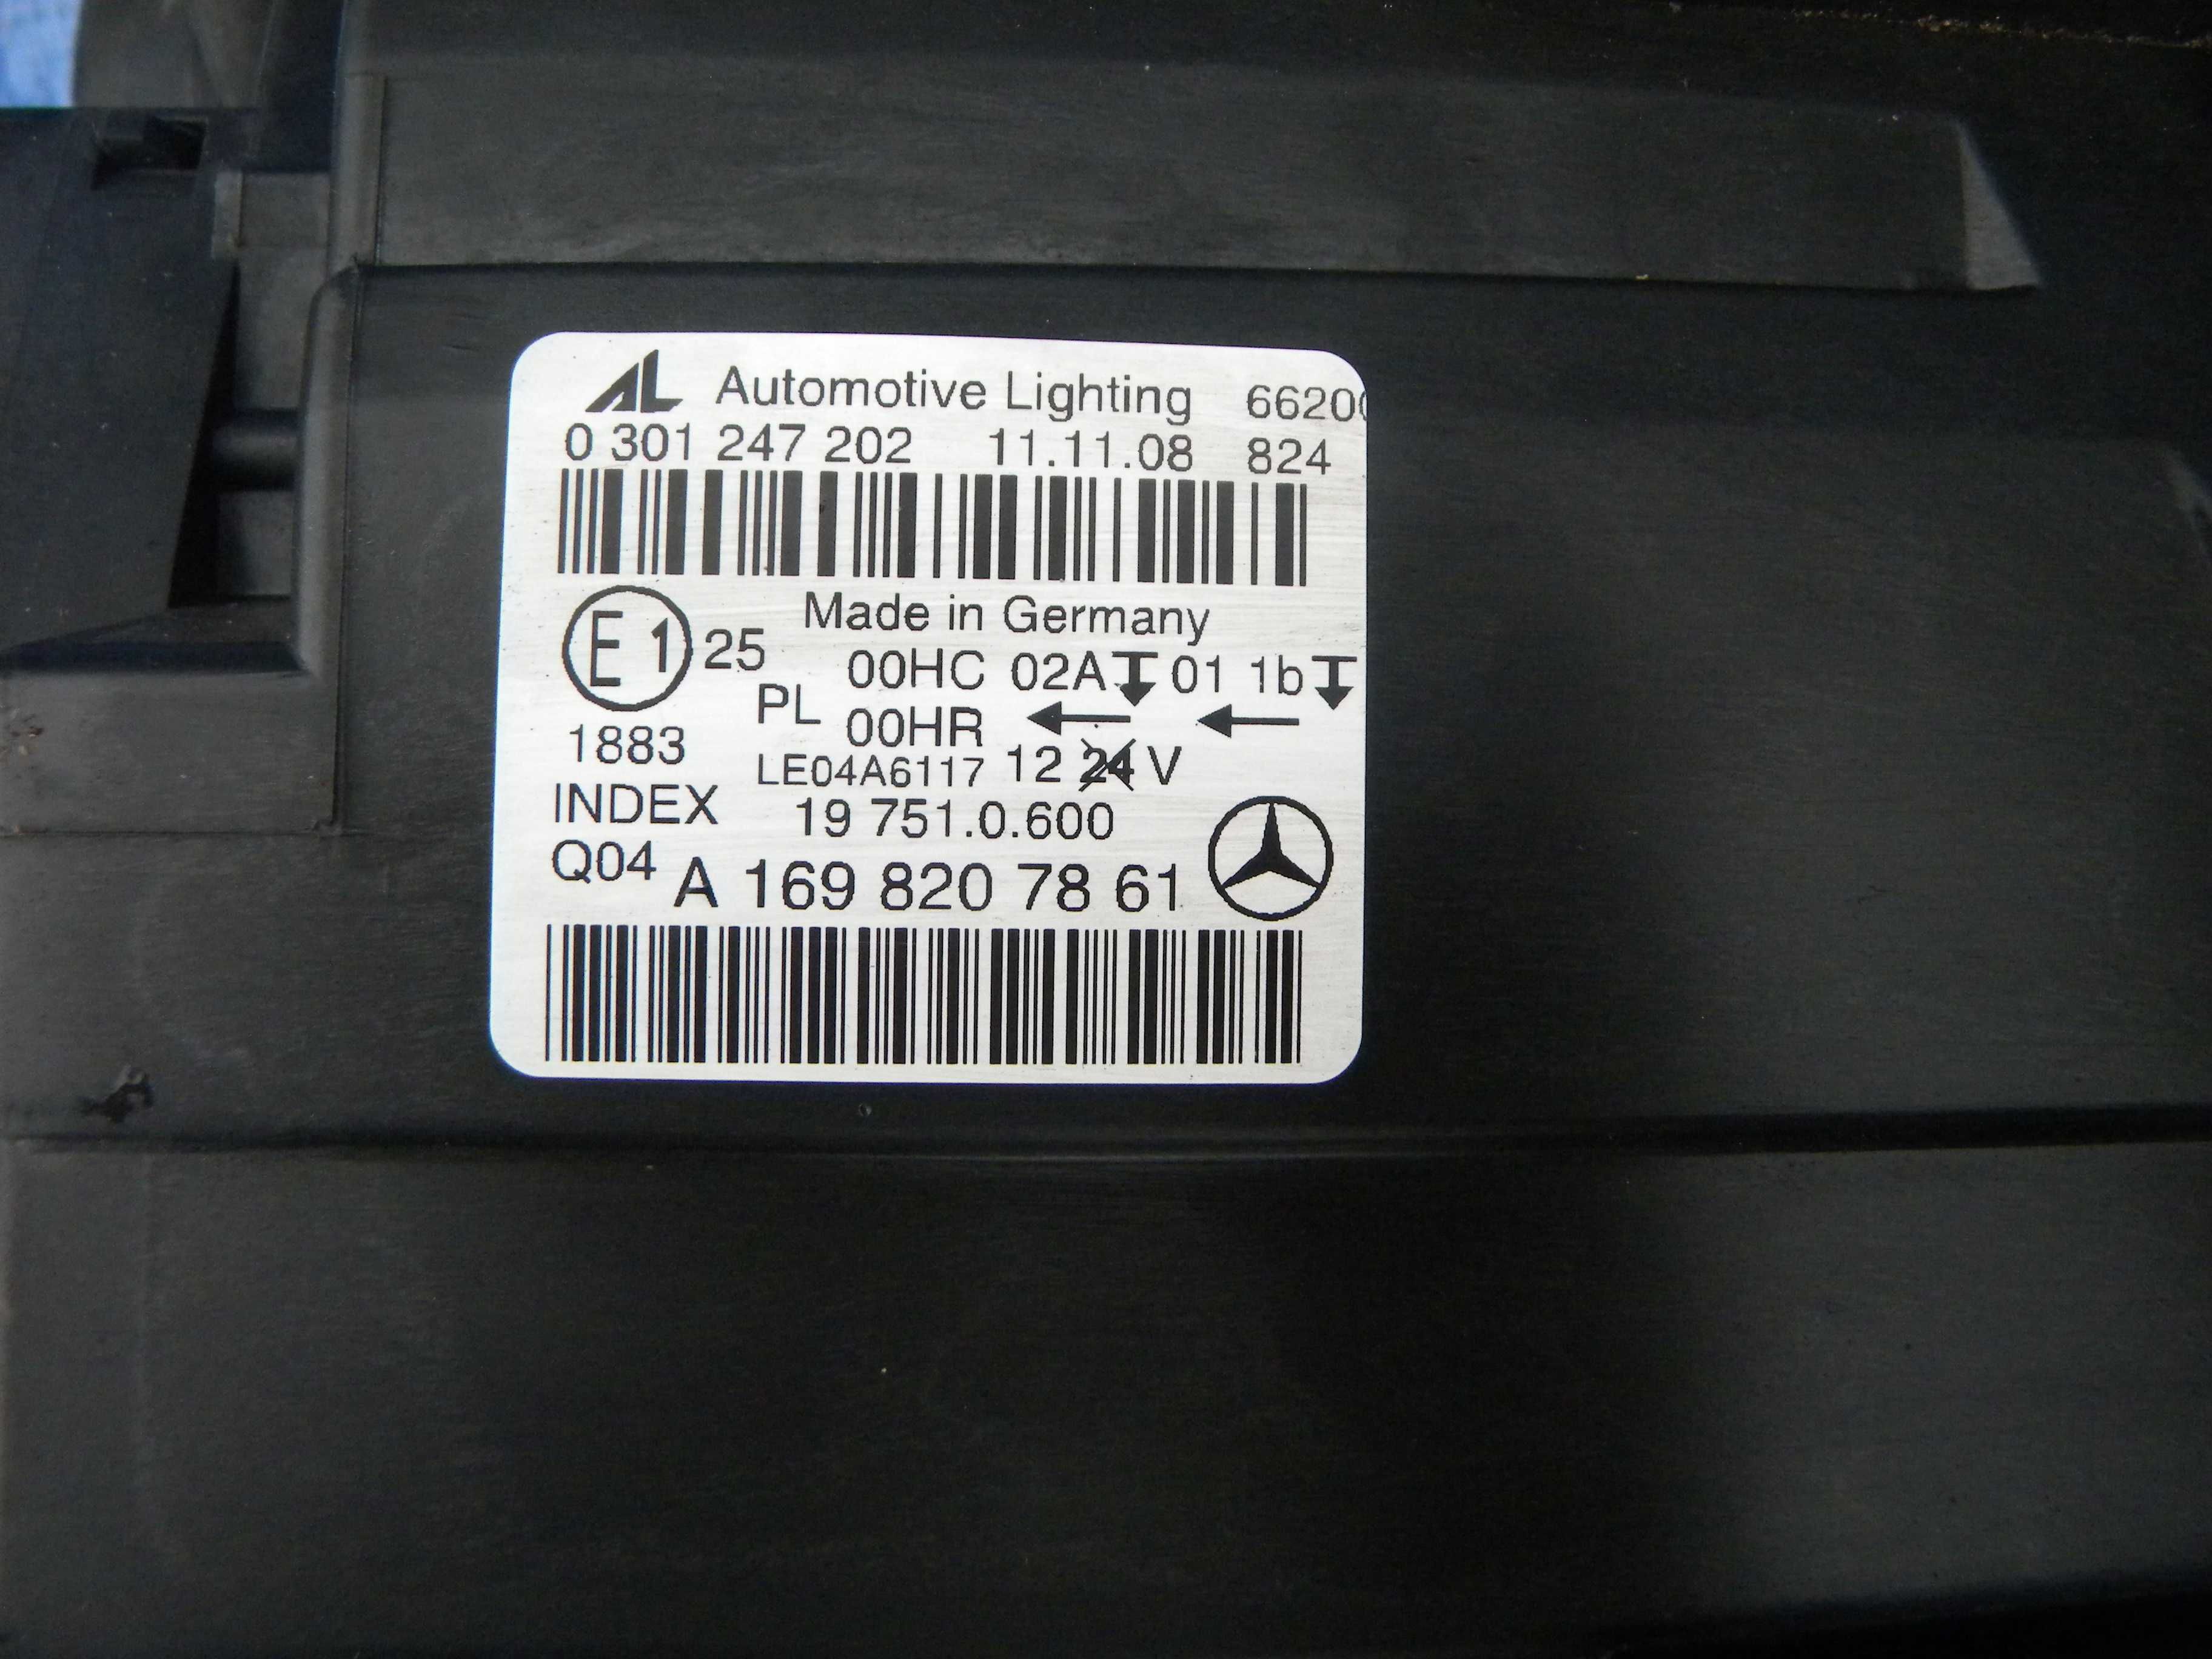 AL Automotive Lighting 6620
0 301 247 202 11.11.08 824
Made in Germany
E1 25 00HC 02A 01 1b
PL 00HR
1883 LE04A6117 12 24 V
INDEX 19 751.0.600
Q04 A 169 820 78 61